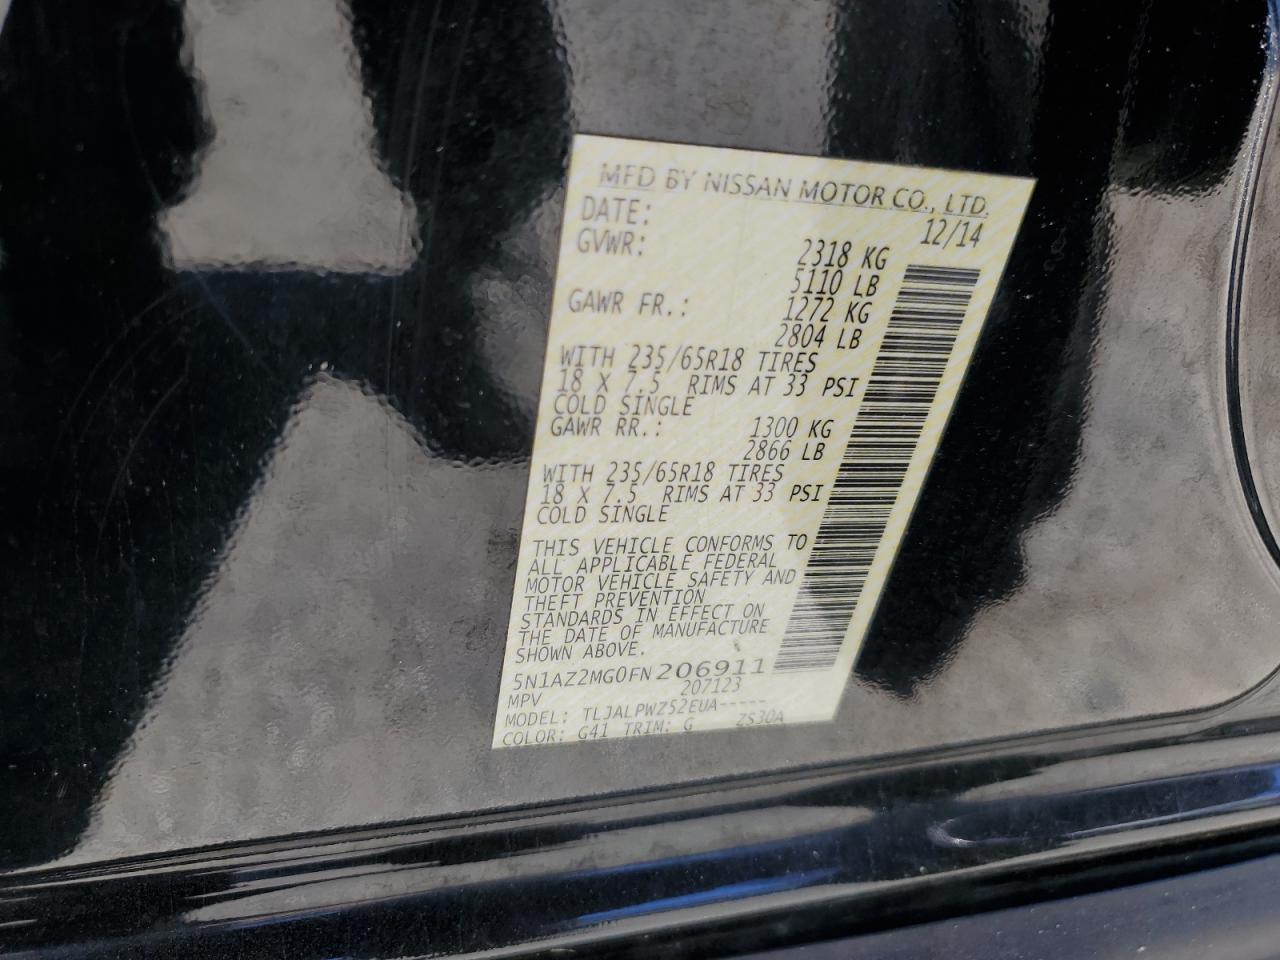 MFD BY NISSAN MOTOR CO., LTD.
DATE: 12/14
GVWR: 2318 KG
5110 LB
GAWR FR.: 1272 KG
2804 LB
WITH 235/65R18 TIRES
18 X 7.5 RIMS AT 33 PSI
COLD SINGLE
GAWR RR.: 1300 KG
2866 LB
WITH 235/65R18 TIRES
18 X 7.5 RIMS AT 33 PSI
COLD SINGLE
THIS VEHICLE CONFORMS TO
ALL APPLICABLE FEDERAL
MOTOR VEHICLE SAFETY AND
THEFT PREVENTION
STANDARDS IN EFFECT ON
THE DATE OF MANUFACTURE
SHOWN ABOVE.
5N1AZ2MG0FN206911
MPV 207123
MODEL: TLJALPWZ52EUA-----
COLOR: G41 TRIM: G ZS30A